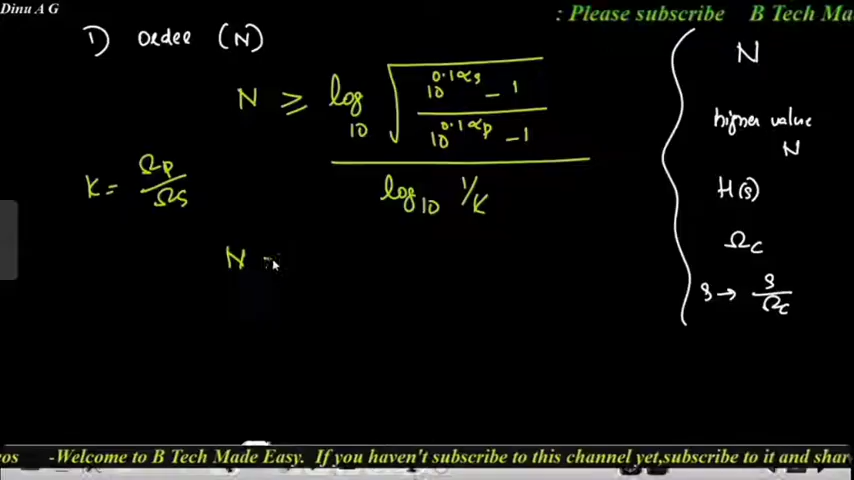 Dinu A G
: Please subscribe B Tech Ma
1) order (N)
N ≥ log₁₀ √((10^(0.1αs) - 1) / (10^(0.1αp) - 1)) / log₁₀ 1/K
K = Ωp / Ωs
N =
N
higher value
N
H(s)
Ωc
s → s / Ωc
os -Welcome to B Tech Made Easy. If you haven't subscribe to this channel yet,subscribe to it and shar